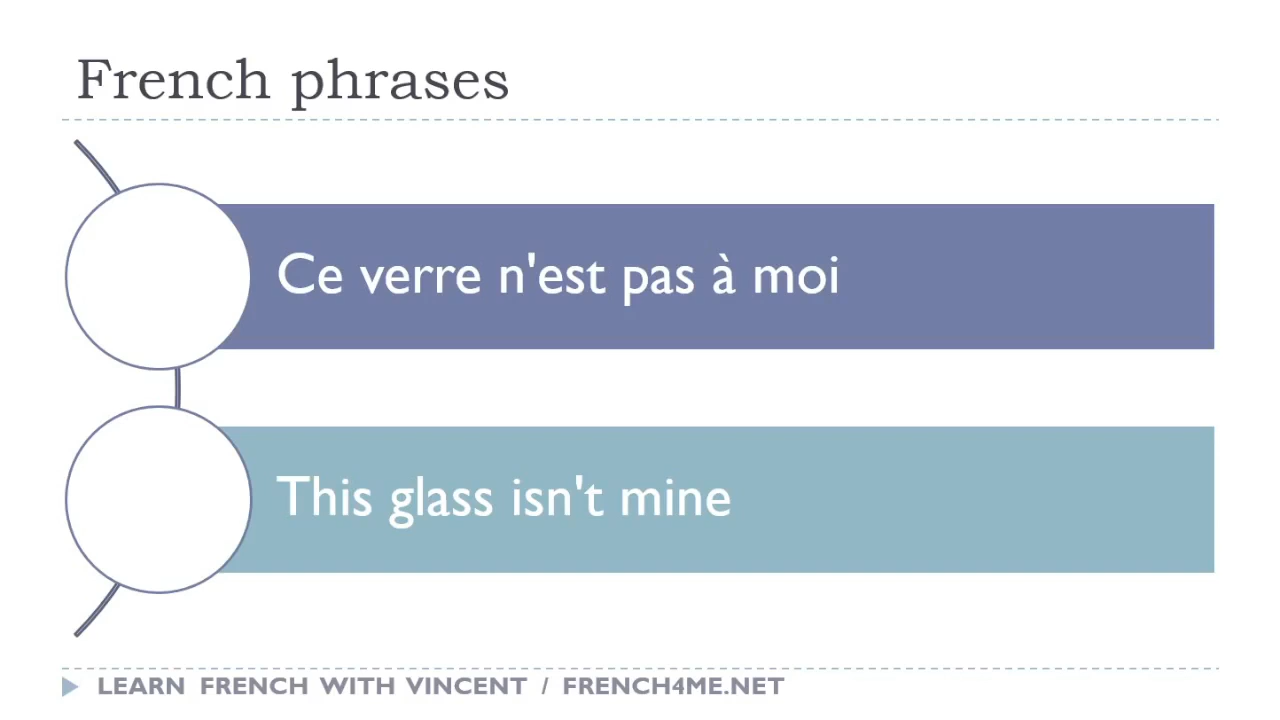 French phrases
Ce verre n'est pas à moi
This glass isn't mine
LEARN FRENCH WITH VINCENT / FRENCH4ME.NET